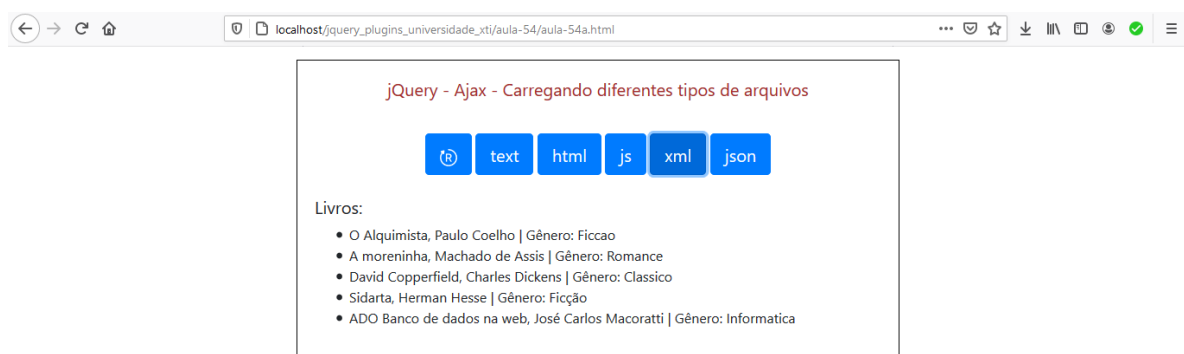 localhost/jquery_plugins_universidade_xti/aula-54/aula-54a.html
jQuery - Ajax - Carregando diferentes tipos de arquivos
R text html js xml json
Livros:
• O Alquimista, Paulo Coelho | Gênero: Ficcao
• A moreninha, Machado de Assis | Gênero: Romance
• David Copperfield, Charles Dickens | Gênero: Classico
• Sidarta, Herman Hesse | Gênero: Ficção
• ADO Banco de dados na web, José Carlos Macoratti | Gênero: Informatica